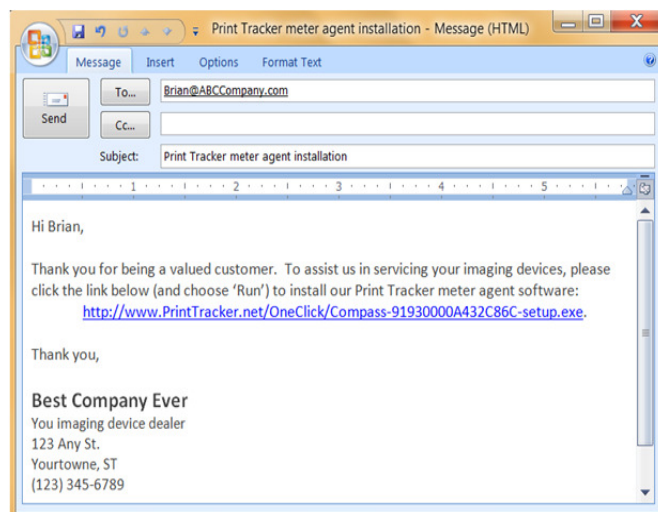 Print Tracker meter agent installation - Message (HTML)
Message Insert Options Format Text
To... Brian@ABCCompany.com
Send
Cc...
Subject: Print Tracker meter agent installation
1 2 3 4 5
Hi Brian,
Thank you for being a valued customer. To assist us in servicing your imaging devices, please
click the link below (and choose ‘Run’) to install our Print Tracker meter agent software:
http://www.PrintTracker.net/OneClick/Compass-91930000A432C86C-setup.exe.
Thank you,
Best Company Ever
You imaging device dealer
123 Any St.
Yourtowne, ST
(123) 345-6789